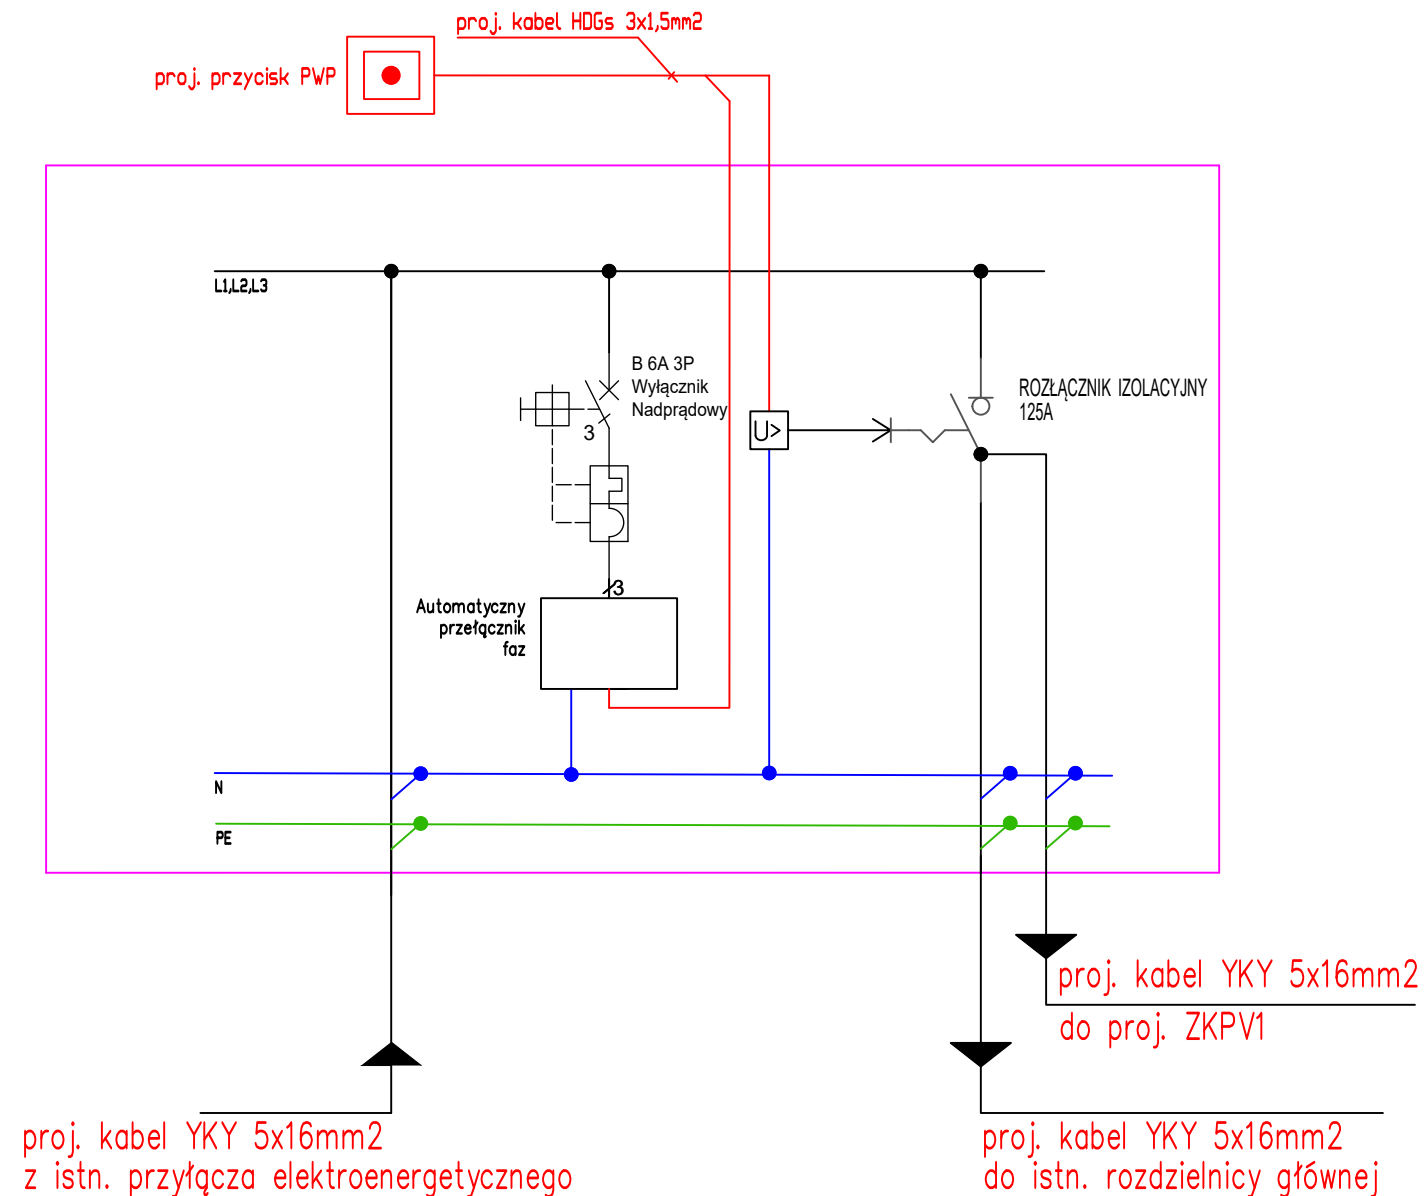 proj. kabel HDGs 3x1,5mm2
proj. przycisk PWP
L1,L2,L3
B 6A 3P
Wyłącznik
Nadprądowy
3
ROZŁĄCZNIK IZOLACYJNY
125A
U>
3
Automatyczny
przełącznik
faz
N
PE
proj. kabel YKY 5x16mm2
do proj. ZKPV1
proj. kabel YKY 5x16mm2
z istn. przyłącza elektroenergetycznego
proj. kabel YKY 5x16mm2
do istn. rozdzielnicy głównej